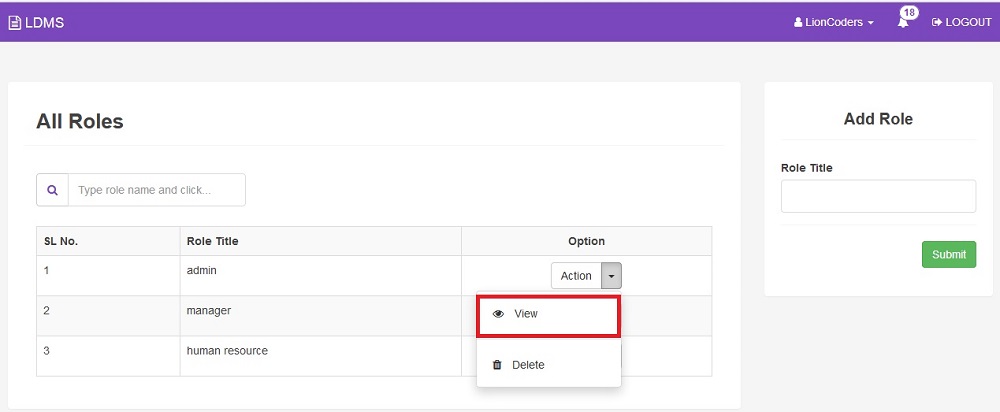 LDMS
LionCoders
18
LOGOUT
All Roles
Type role name and click...
SL No. Role Title Option
1 admin Action
2 manager
View
3 human resource
Delete
Add Role
Role Title
Submit